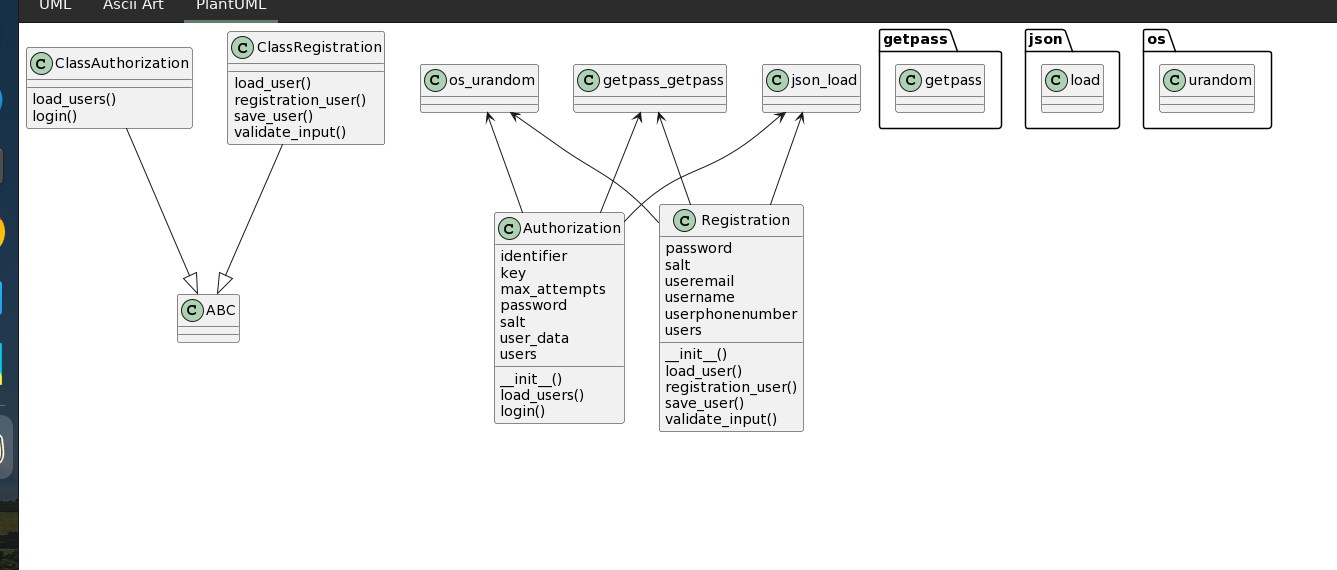 UML
Ascii Art
PlantUML
C ClassAuthorization
load_users()
login()
C ClassRegistration
load_user()
registration_user()
save_user()
validate_input()
C os_urandom
C getpass_getpass
C json_load
getpass
C getpass
json
C load
os
C urandom
C ABC
C Authorization
identifier
key
max_attempts
password
salt
user_data
users
__init__()
load_users()
login()
C Registration
password
salt
useremail
username
userphonenumber
users
__init__()
load_user()
registration_user()
save_user()
validate_input()